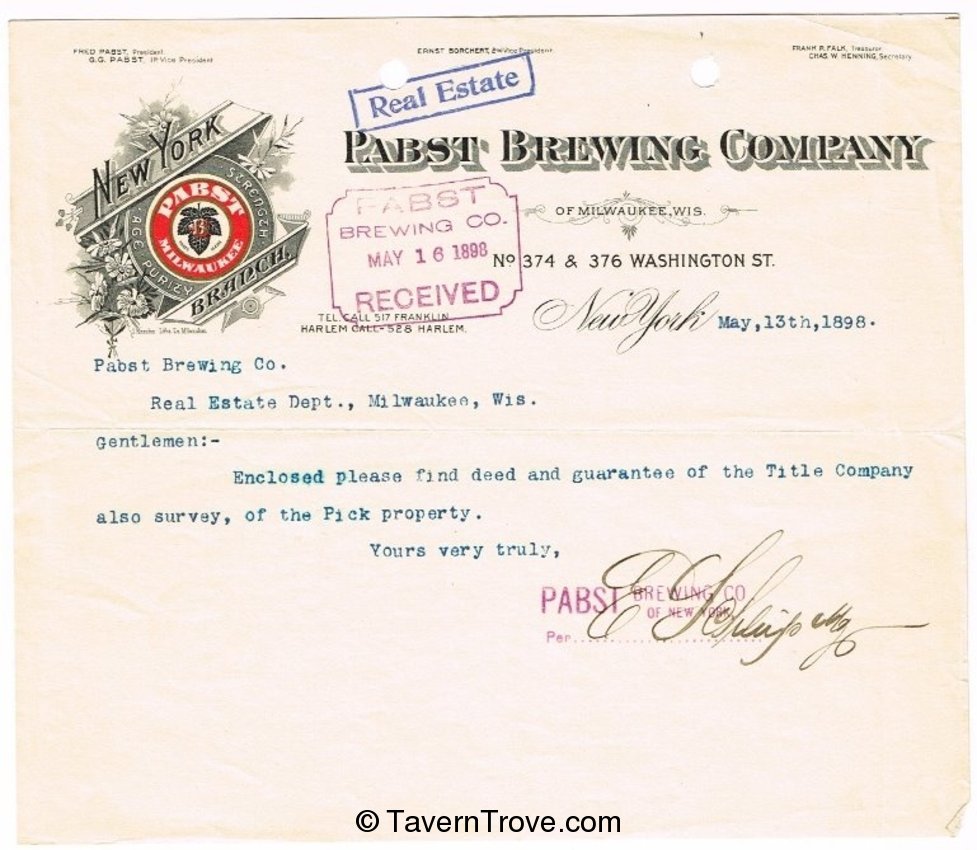 FRED PABST, President.
G.G. PABST, 1st Vice President
ERNST BORCHERT, 2nd Vice President.
FRANK R. FALK, Treasurer
CHAS. W. HENNING, Secretary.
Real Estate
NEW YORK
STRENGTH.
AGE PURITY
PABST
B
MILWAUKEE
BRANCH.
PABST BREWING COMPANY
OF MILWAUKEE, WIS.
PABST
BREWING CO.
MAY 16 1898
RECEIVED
No 374 & 376 WASHINGTON ST.
TEL. CALL 517 FRANKLIN
HARLEM CALL-528 HARLEM.
New York May, 13th, 1898.
Pabst Brewing Co.
Real Estate Dept., Milwaukee, Wis.
Gentlemen:-
Enclosed please find deed and guarantee of the Title Company
also survey, of the Pick property.
Yours very truly,
PABST BREWING CO
OF NEW YORK
Per
© TavernTrove.com